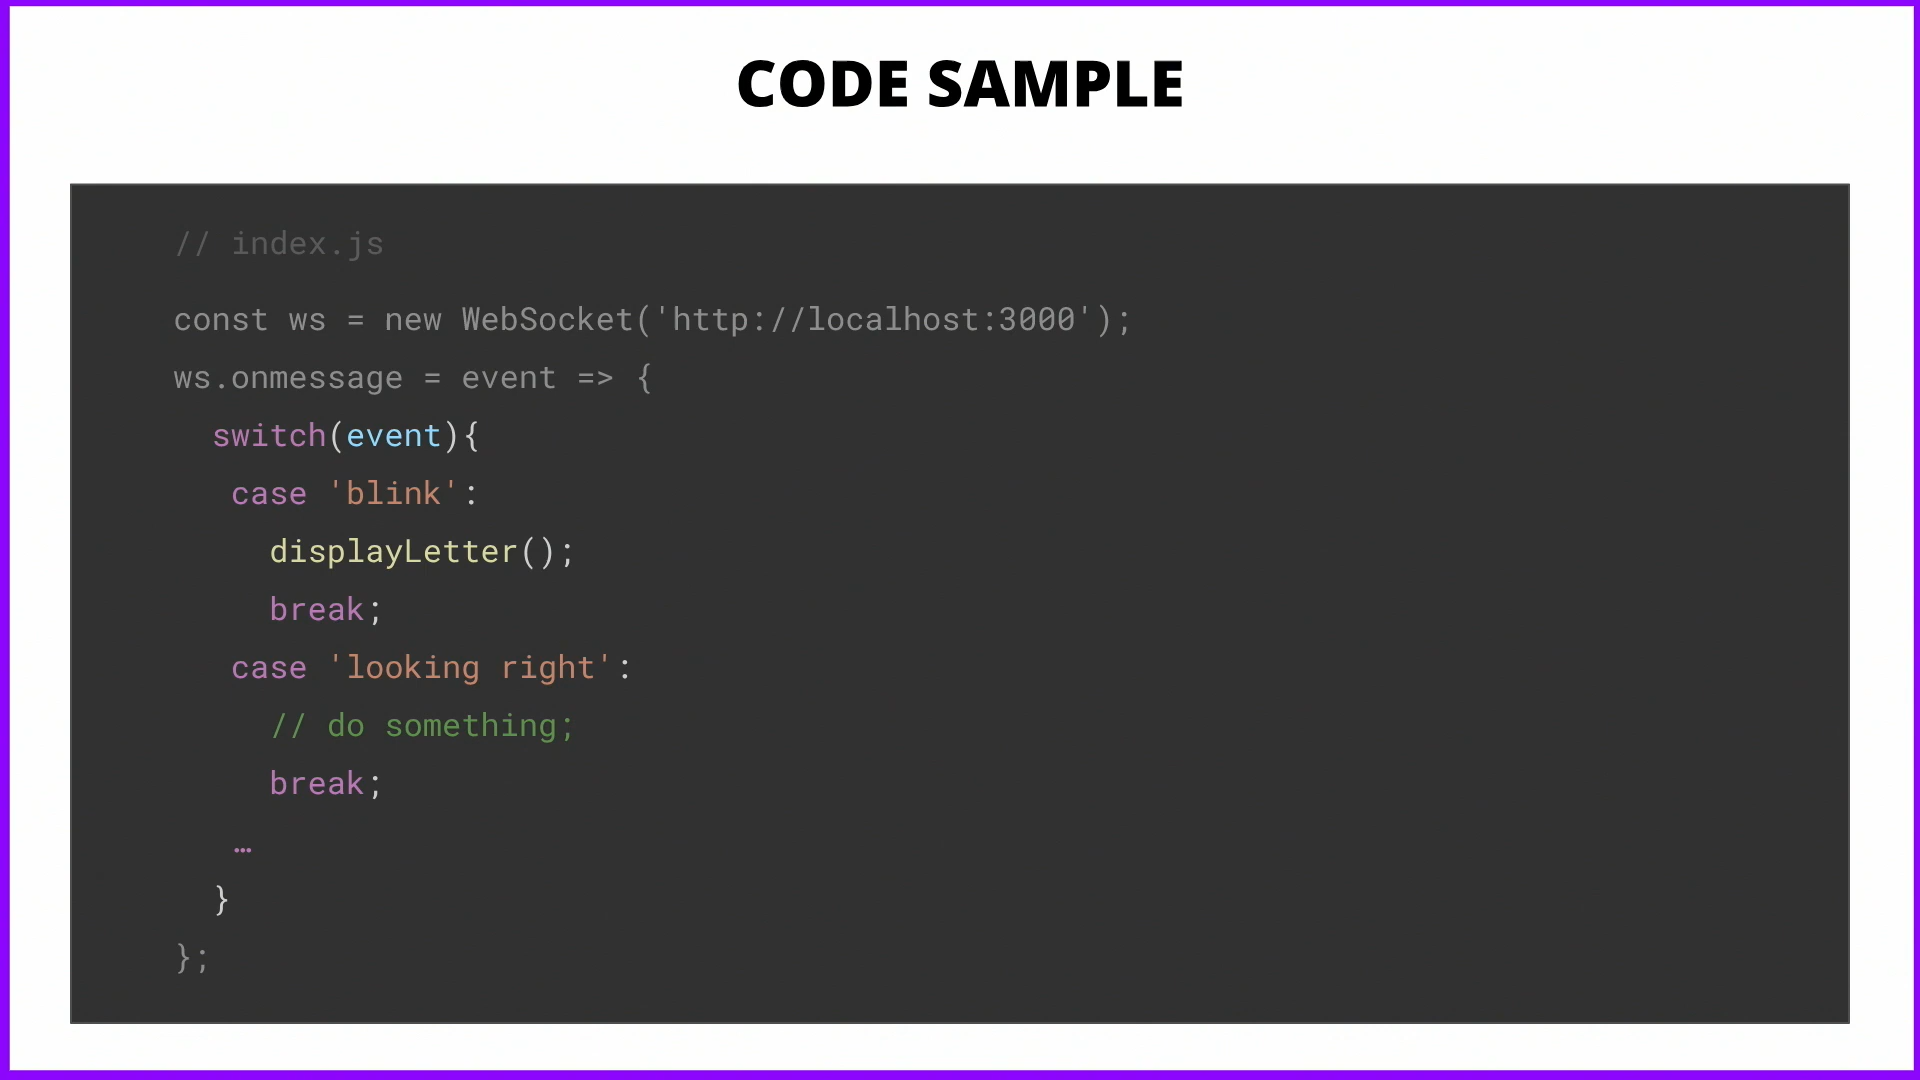 CODE SAMPLE
// index.js
const ws = new WebSocket('http://localhost:3000');
ws.onmessage = event => {
switch(event){
case 'blink':
displayLetter();
break;
case 'looking right':
// do something;
break;
…
}
};